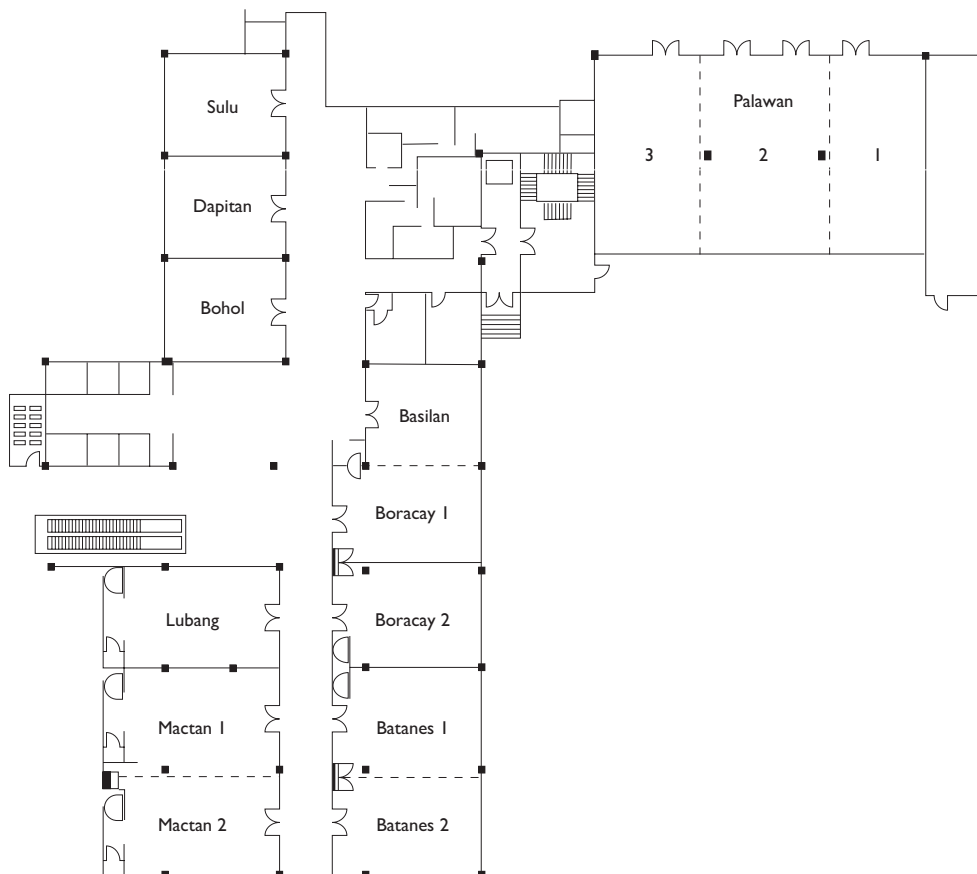 Sulu
Palawan
3
2
1
Dapitan
Bohol
Basilan
Boracay 1
Lubang
Boracay 2
Mactan 1
Batanes 1
Mactan 2
Batanes 2